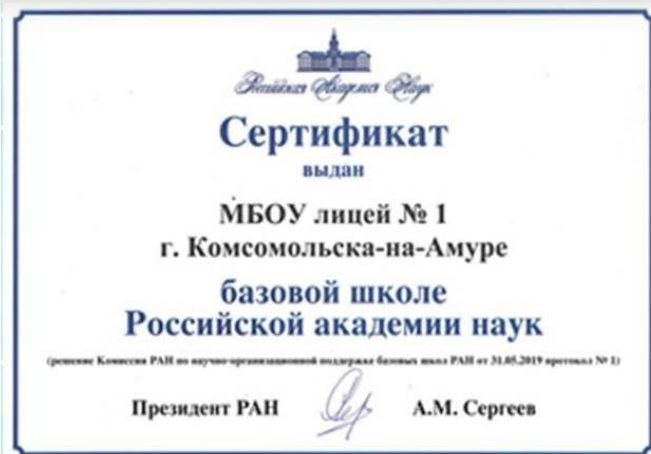 Российская Академия Наук
Сертификат
выдан
МБОУ лицей № 1
г. Комсомольска-на-Амуре
базовой школе
Российской академии наук
(решение Комиссии РАН по научно-организационной поддержке базовых школ РАН от 31.05.2019 протокол № 1)
Президент РАН А.М. Сергеев